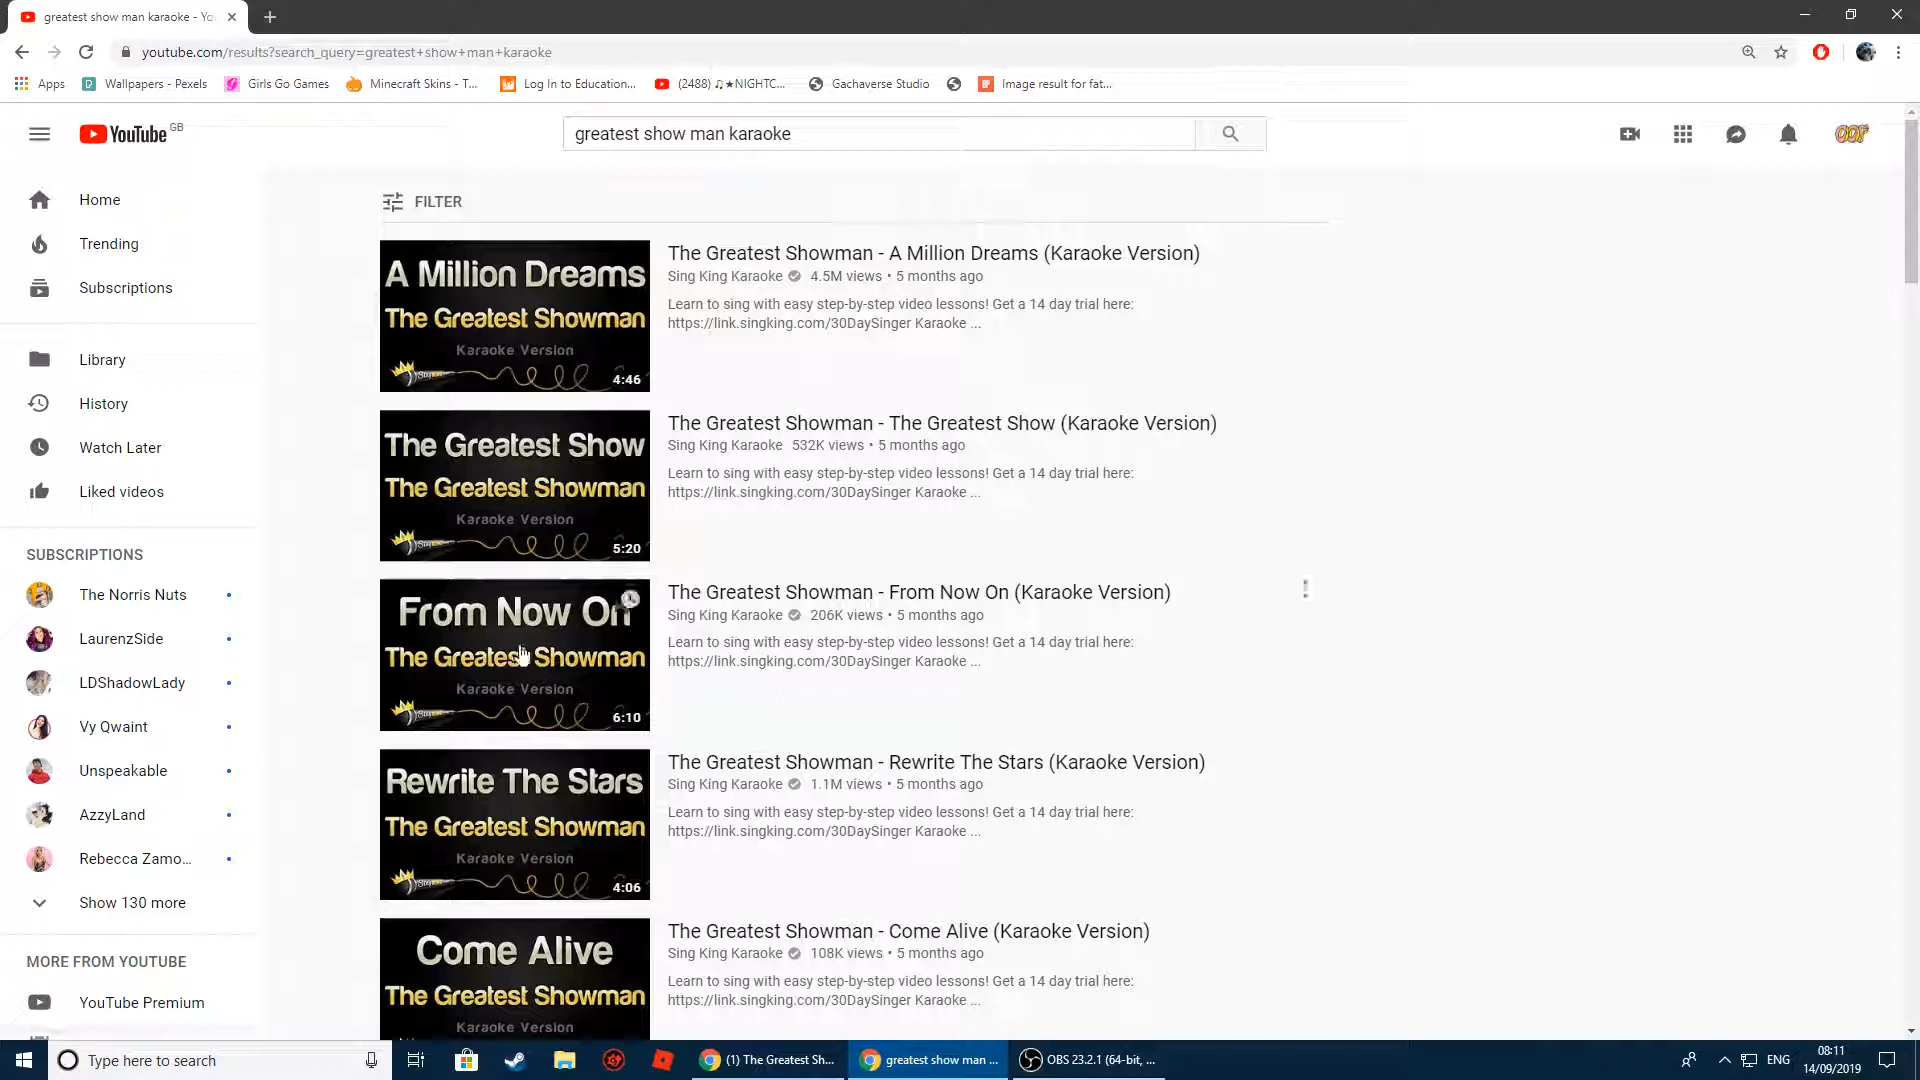 greatest show man karaoke - Yo
youtube.com/results?search_query=greatest+show+man+karaoke
Apps
Wallpapers - Pexels
Girls Go Games
Minecraft Skins - T...
Log In to Education...
(2488) ♫★NIGHTC...
Gachaverse Studio
Image result for fat...
YouTube GB
greatest show man karaoke
OOF
Home
Trending
Subscriptions
Library
History
Watch Later
Liked videos
SUBSCRIPTIONS
The Norris Nuts
LaurenzSide
LDShadowLady
Vy Qwaint
Unspeakable
AzzyLand
Rebecca Zamo...
Show 130 more
MORE FROM YOUTUBE
YouTube Premium
FILTER
A Million Dreams
The Greatest Showman
Karaoke Version
4:46
The Greatest Showman - A Million Dreams (Karaoke Version)
Sing King Karaoke 4.5M views • 5 months ago
Learn to sing with easy step-by-step video lessons! Get a 14 day trial here:
https://link.singking.com/30DaySinger Karaoke ...
The Greatest Show
The Greatest Showman
Karaoke Version
5:20
The Greatest Showman - The Greatest Show (Karaoke Version)
Sing King Karaoke 532K views • 5 months ago
Learn to sing with easy step-by-step video lessons! Get a 14 day trial here:
https://link.singking.com/30DaySinger Karaoke ...
From Now On
The Greatest Showman
Karaoke Version
6:10
The Greatest Showman - From Now On (Karaoke Version)
Sing King Karaoke 206K views • 5 months ago
Learn to sing with easy step-by-step video lessons! Get a 14 day trial here:
https://link.singking.com/30DaySinger Karaoke ...
Rewrite The Stars
The Greatest Showman
Karaoke Version
4:06
The Greatest Showman - Rewrite The Stars (Karaoke Version)
Sing King Karaoke 1.1M views • 5 months ago
Learn to sing with easy step-by-step video lessons! Get a 14 day trial here:
https://link.singking.com/30DaySinger Karaoke ...
Come Alive
The Greatest Showman
Karaoke Version
The Greatest Showman - Come Alive (Karaoke Version)
Sing King Karaoke 108K views • 5 months ago
Learn to sing with easy step-by-step video lessons! Get a 14 day trial here:
https://link.singking.com/30DaySinger Karaoke ...
Type here to search
(1) The Greatest Sh...
greatest show man ...
OBS 23.2.1 (64-bit, ...
ENG
08:11
14/09/2019